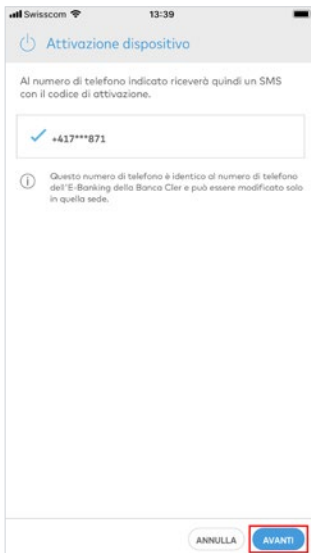 Swisscom 13:39
Attivazione dispositivo
Al numero di telefono indicato riceverà quindi un SMS
con il codice di attivazione.
+417***871
Questo numero di telefono è identico al numero di telefono
dell'E-Banking della Banca Cler e può essere modificato solo
in quella sede.
ANNULLA AVANTI